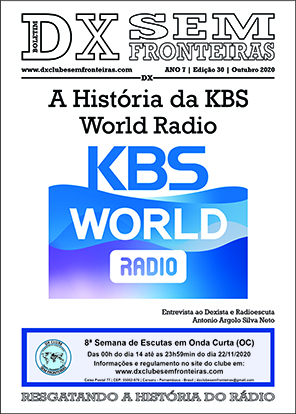 BOLETIM
DX SEM
FRONTEIRAS
www.dxclubesemfronteiras.com
ANO 7 | Edição 30 | Outubro 2020
DX
A História da KBS
World Radio
KBS
WORLD
RADIO
Entrevista ao Dexista e Radioescuta
Antonio Argolo Silva Neto
8ª Semana de Escutas em Onda Curta (OC)
Das 00h do dia 14 até as 23h59min do dia 22/11/2020
Informações e regulamento no site do clube em:
www.dxclubesemfronteiras.com
RESGATANDO A HISTÓRIA DO RÁDIO